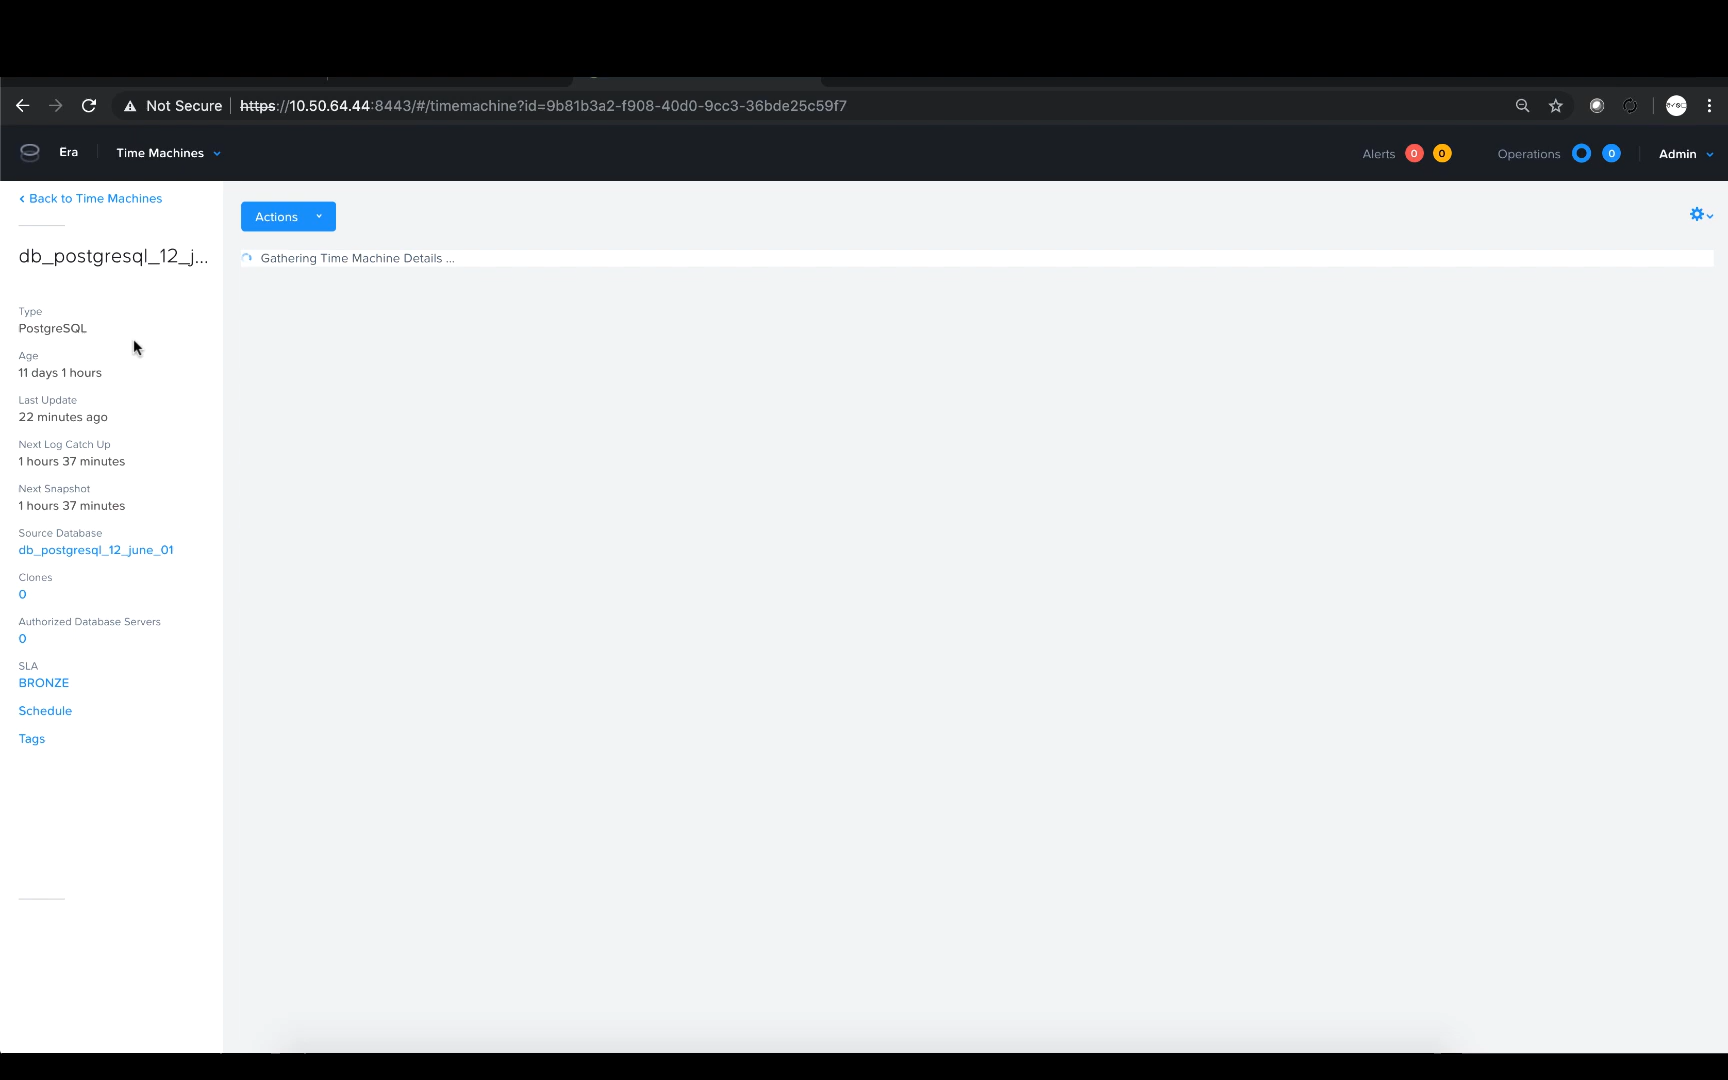 Not Secure
https://10.50.64.44:8443/#/timemachine?id=9b81b3a2-f908-40d0-9cc3-36bde25c59f7
Era
Time Machines
Alerts 0 0
Operations 0
Admin
Back to Time Machines
Actions
db_postgresql_12_j...
Gathering Time Machine Details ...
Type
PostgreSQL
Age
11 days 1 hours
Last Update
22 minutes ago
Next Log Catch Up
1 hours 37 minutes
Next Snapshot
1 hours 37 minutes
Source Database
db_postgresql_12_june_01
Clones
0
Authorized Database Servers
0
SLA
BRONZE
Schedule
Tags